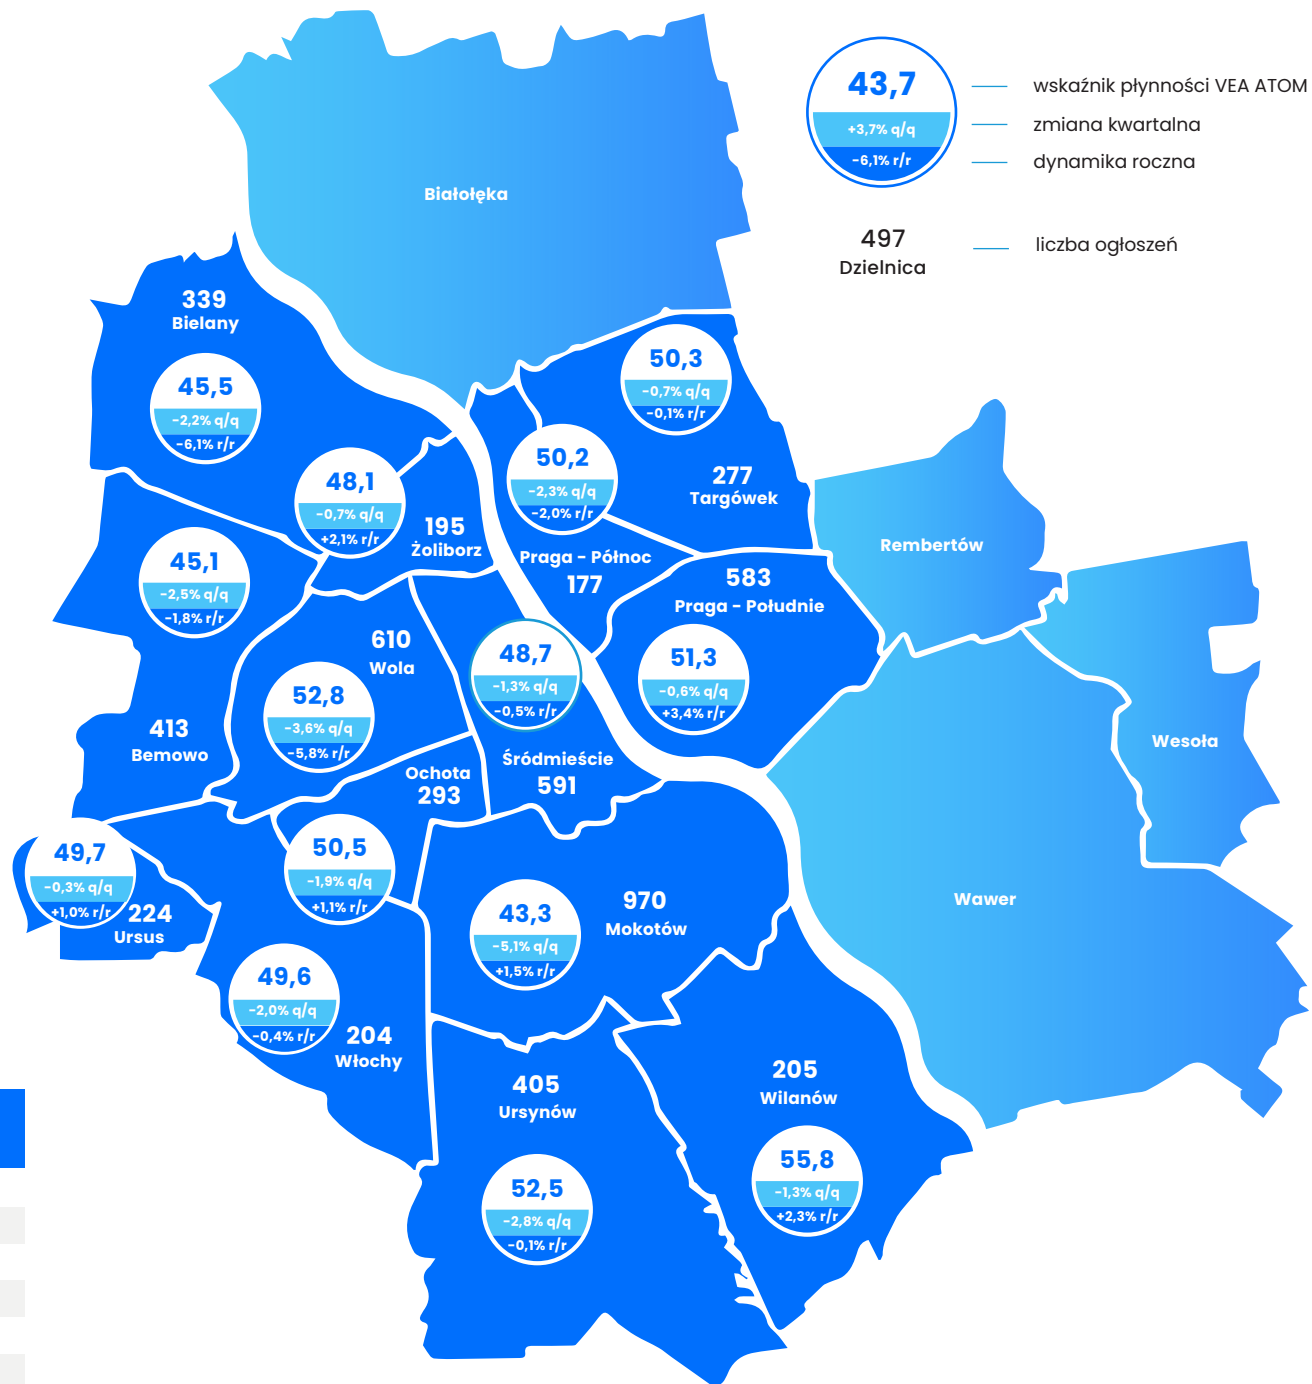 43,7
+3,7% q/q
-6,1% r/r
wskaźnik płynności VEA ATOM
zmiana kwartalna
dynamika roczna
497
Dzielnica
liczba ogłoszeń
Białołęka
339
Bielany
45,5
-2,2% q/q
-6,1% r/r
50,3
-0,7% q/q
-0,1% r/r
277
Targówek
48,1
-0,7% q/q
+2,1% r/r
195
Żoliborz
50,2
-2,3% q/q
-2,0% r/r
Praga - Północ
177
Rembertów
45,1
-2,5% q/q
-1,8% r/r
413
Bemowo
583
Praga - Południe
51,3
-0,6% q/q
+3,4% r/r
610
Wola
52,8
-3,6% q/q
-5,8% r/r
48,7
-1,3% q/q
-0,5% r/r
Śródmieście
591
Wesoła
Ochota
293
50,5
-1,9% q/q
+1,1% r/r
49,7
-0,3% q/q
+1,0% r/r
224
Ursus
43,3
-5,1% q/q
+1,5% r/r
970
Mokotów
Wawer
49,6
-2,0% q/q
-0,4% r/r
204
Włochy
405
Ursynów
52,5
-2,8% q/q
-0,1% r/r
205
Wilanów
55,8
-1,3% q/q
+2,3% r/r